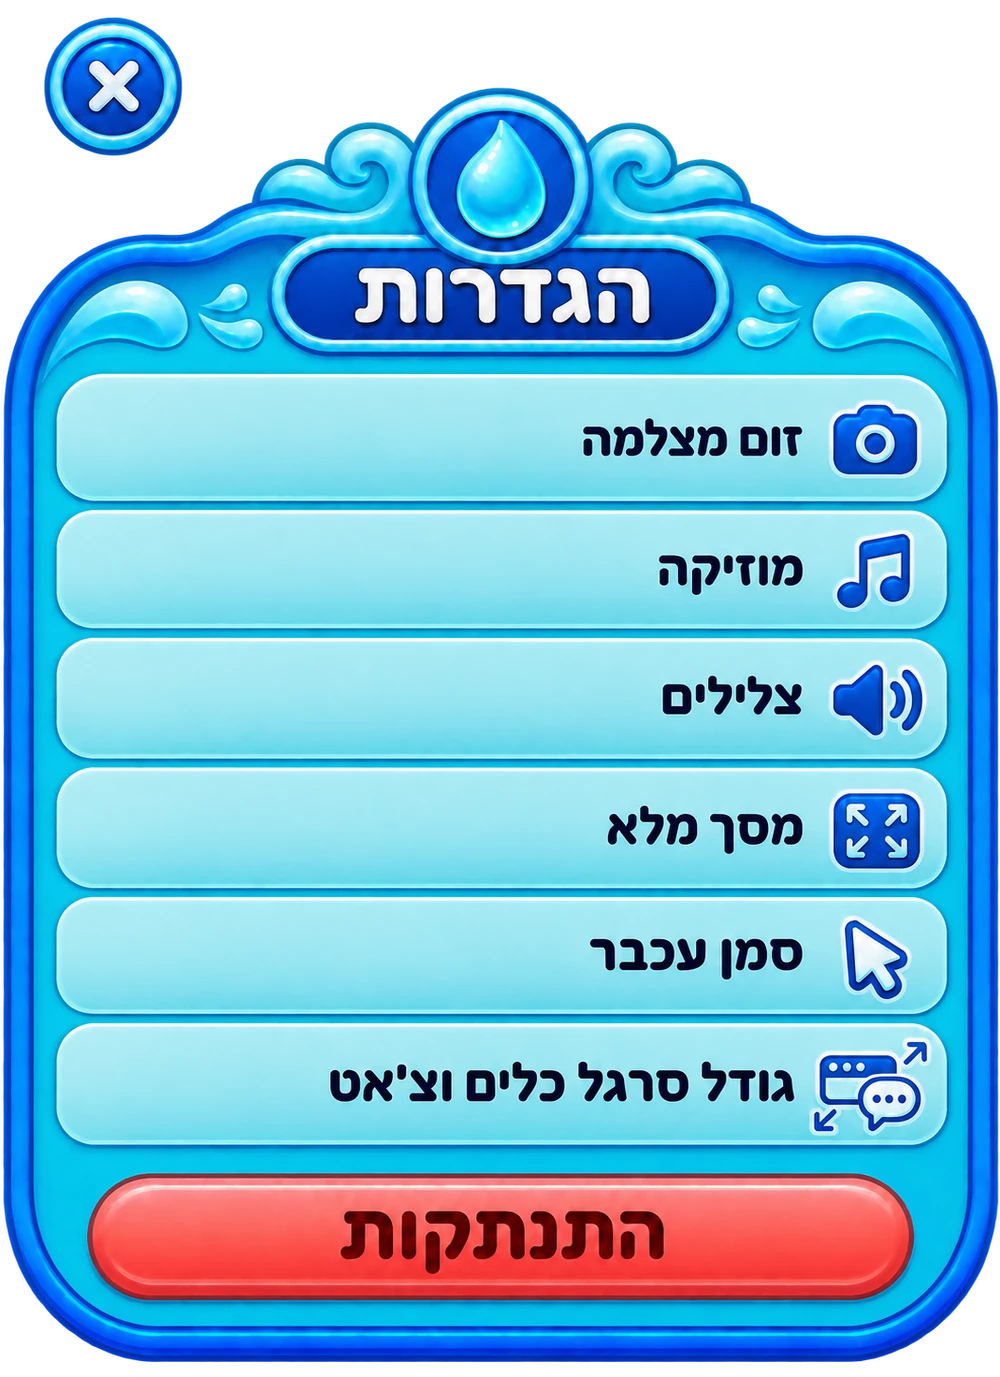 הגדרות
זום מצלמה
מוזיקה
צלילים
מסך מלא
סמן עכבר
גודל סרגל כלים וצ'אט
התנתקות